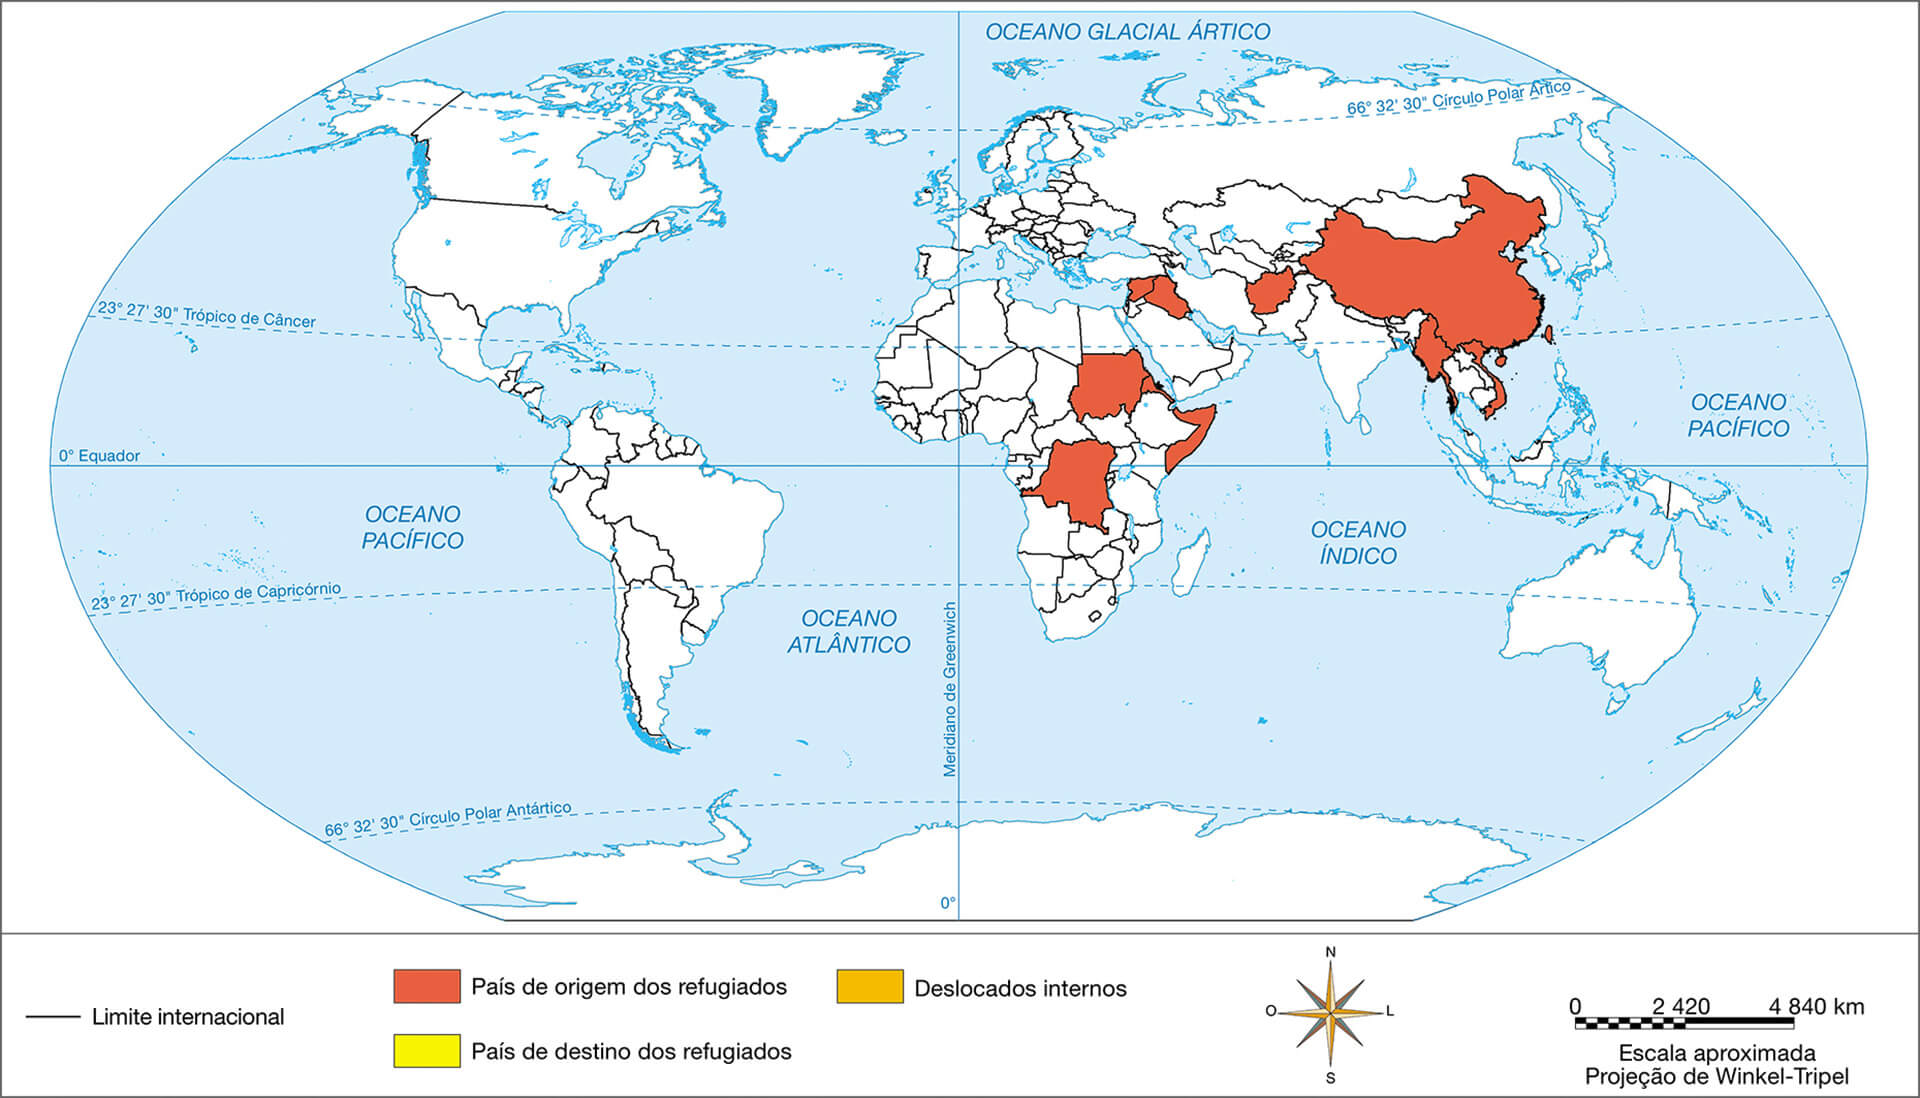 OCEANO GLACIAL ÁRTICO
66° 32' 30" Círculo Polar Ártico
23° 27' 30" Trópico de Câncer
OCEANO
PACÍFICO
0° Equador
OCEANO
PACÍFICO
OCEANO
ÍNDICO
23° 27' 30" Trópico de Capricórnio
OCEANO
ATLÂNTICO
Meridiano de Greenwich
66° 32' 30" Círculo Polar Antártico
0°
Limite internacional
País de origem dos refugiados
País de destino dos refugiados
Deslocados internos
N
O
L
S
0 2 420 4 840 km
Escala aproximada
Projeção de Winkel-Tripel